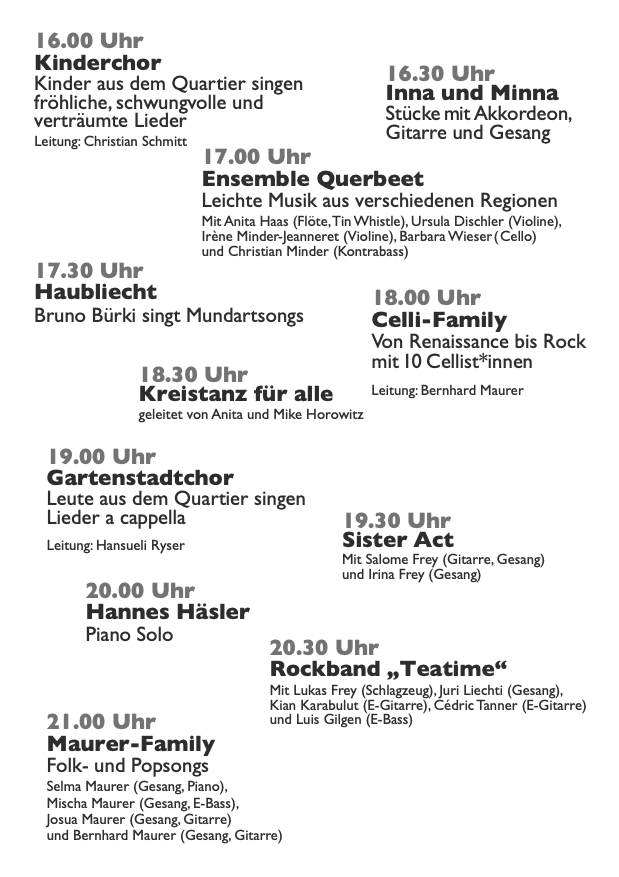 16.00 Uhr
Kinderchor
Kinder aus dem Quartier singen
fröhliche, schwungvolle und
verträumte Lieder
Leitung: Christian Schmitt
16.30 Uhr
Inna und Minna
Stücke mit Akkordeon,
Gitarre und Gesang
17.00 Uhr
Ensemble Querbeet
Leichte Musik aus verschiedenen Regionen
Mit Anita Haas (Flöte, Tin Whistle), Ursula Dischler (Violine),
Irène Minder-Jeanneret (Violine), Barbara Wieser ( Cello)
und Christian Minder (Kontrabass)
17.30 Uhr
Haubliecht
Bruno Bürki singt Mundartsongs
18.00 Uhr
Celli-Family
Von Renaissance bis Rock
mit 10 Cellist*innen
Leitung: Bernhard Maurer
18.30 Uhr
Kreistanz für alle
geleitet von Anita und Mike Horowitz
19.00 Uhr
Gartenstadtchor
Leute aus dem Quartier singen
Lieder a cappella
Leitung: Hansueli Ryser
19.30 Uhr
Sister Act
Mit Salome Frey (Gitarre, Gesang)
und Irina Frey (Gesang)
20.00 Uhr
Hannes Häsler
Piano Solo
20.30 Uhr
Rockband „Teatime“
Mit Lukas Frey (Schlagzeug), Juri Liechti (Gesang),
Kian Karabulut (E-Gitarre), Cédric Tanner (E-Gitarre)
und Luis Gilgen (E-Bass)
21.00 Uhr
Maurer-Family
Folk- und Popsongs
Selma Maurer (Gesang, Piano),
Mischa Maurer (Gesang, E-Bass),
Josua Maurer (Gesang, Gitarre)
und Bernhard Maurer (Gesang, Gitarre)